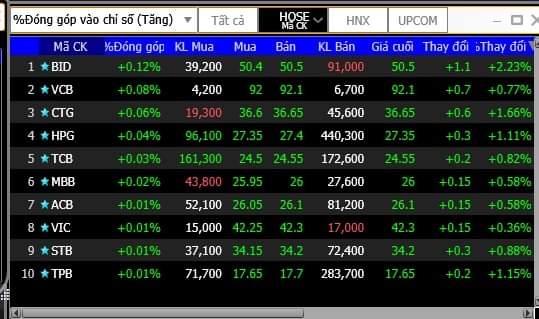 %Đóng góp vào chỉ số (Tăng) Tất cả HOSE HNX UPCOM
Mã CK
Mã CK %Đóng góp KL Mua Mua Bán KL Bán Giá cuối Thay đổi %Thay đổi
1 BID +0.12% 39,200 50.4 50.5 91,000 50.5 +1.1 +2.23%
2 VCB +0.08% 4,200 92 92.1 6,700 92.1 +0.7 +0.77%
3 CTG +0.06% 19,300 36.6 36.65 45,600 36.65 +0.6 +1.66%
4 HPG +0.04% 96,100 27.35 27.4 440,300 27.35 +0.3 +1.11%
5 TCB +0.03% 161,300 24.5 24.55 172,600 24.55 +0.2 +0.82%
6 MBB +0.02% 43,800 25.95 26 27,600 26 +0.15 +0.58%
7 ACB +0.01% 52,100 26.05 26.1 81,200 26.1 +0.15 +0.58%
8 VIC +0.01% 15,000 42.25 42.3 17,000 42.3 +0.15 +0.36%
9 STB +0.01% 37,100 34.15 34.2 72,400 34.2 +0.3 +0.88%
10 TPB +0.01% 71,700 17.65 17.7 283,700 17.65 +0.2 +1.15%